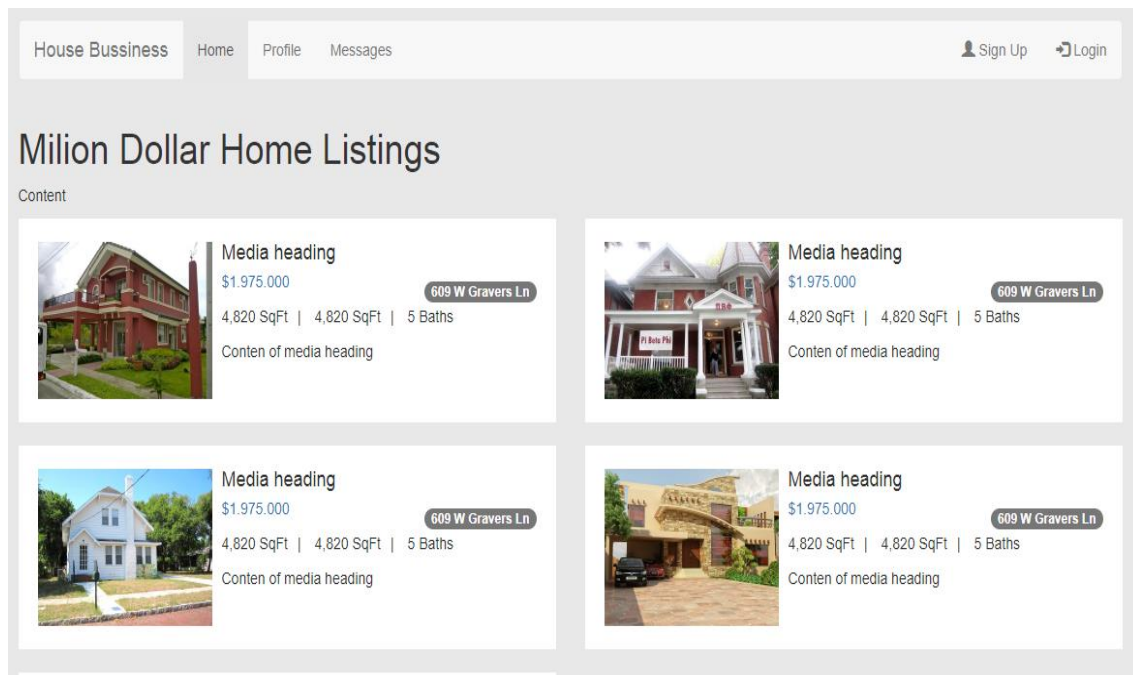 House Bussiness Home Profile Messages Sign Up Login
Milion Dollar Home Listings
Content
Media heading
$1.975.000
609 W Gravers Ln
4,820 SqFt | 4,820 SqFt | 5 Baths
Conten of media heading
Media heading
$1.975.000
609 W Gravers Ln
4,820 SqFt | 4,820 SqFt | 5 Baths
Conten of media heading
ΠΒΦ
Pi Beta Phi
Media heading
$1.975.000
609 W Gravers Ln
4,820 SqFt | 4,820 SqFt | 5 Baths
Conten of media heading
Media heading
$1.975.000
609 W Gravers Ln
4,820 SqFt | 4,820 SqFt | 5 Baths
Conten of media heading